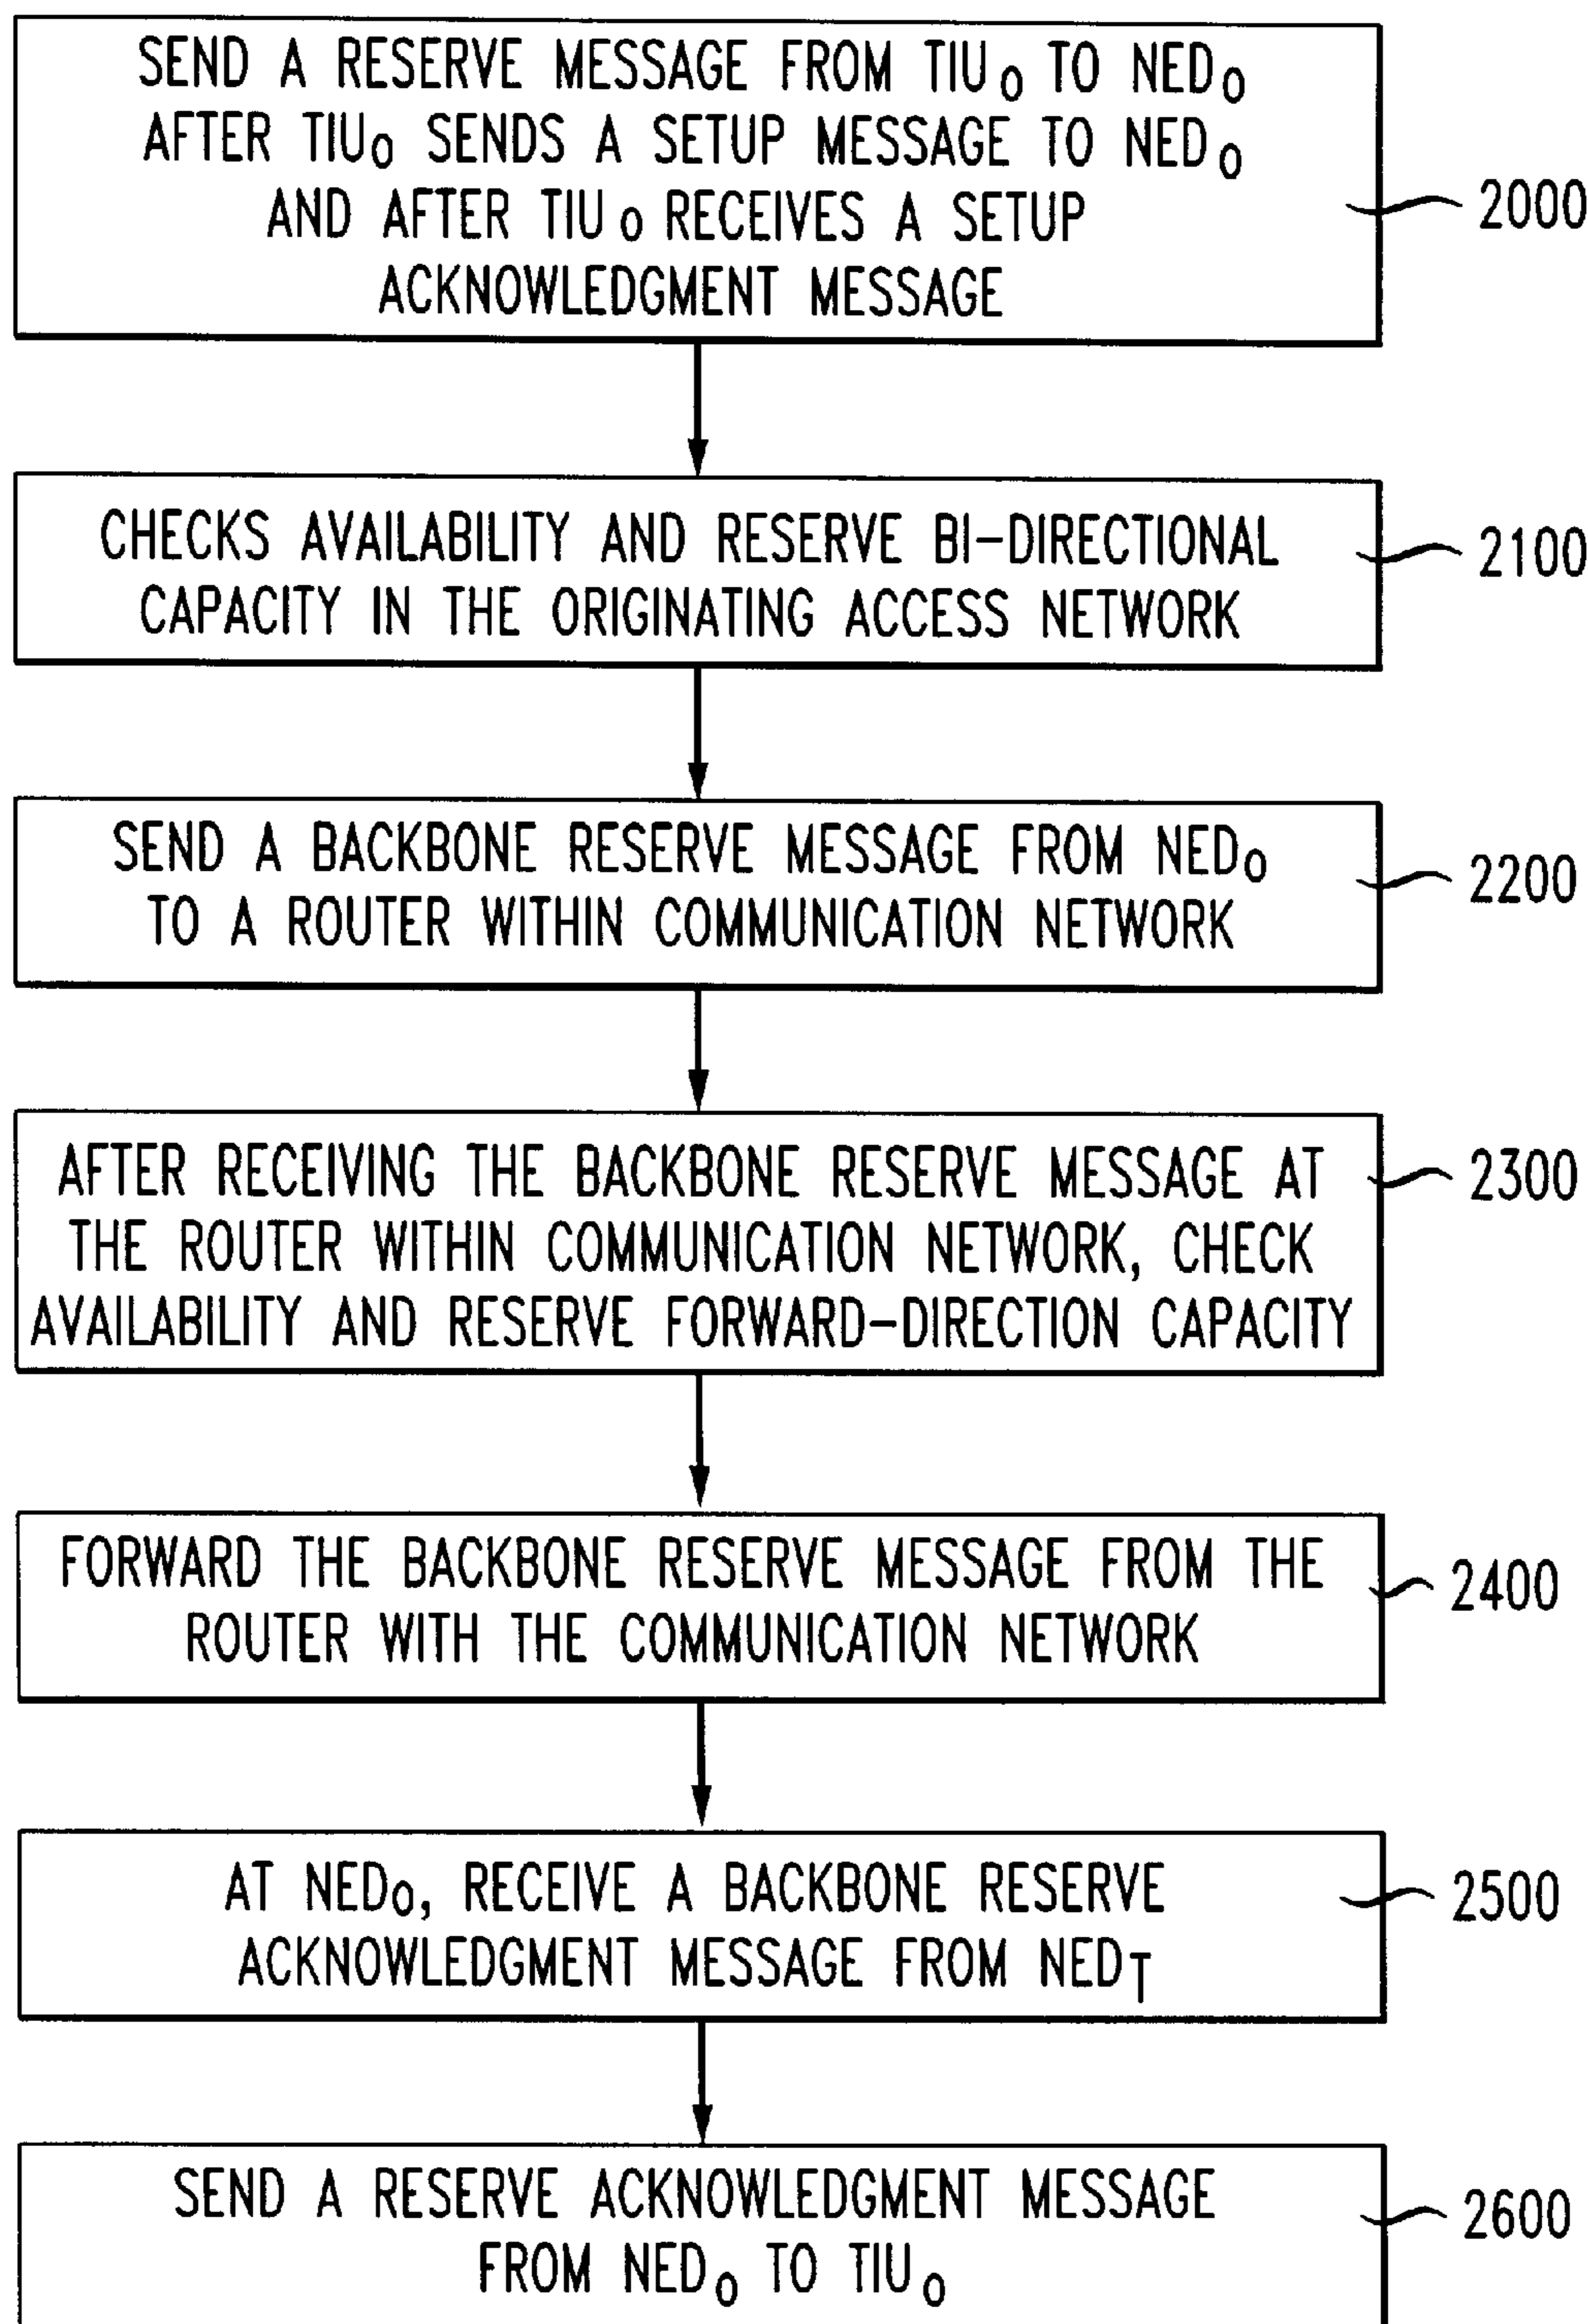 SEND A RESERVE MESSAGE FROM TIU₀ TO NED₀
AFTER TIU₀ SENDS A SETUP MESSAGE TO NED₀
AND AFTER TIU₀ RECEIVES A SETUP
ACKNOWLEDGMENT MESSAGE
2000
CHECKS AVAILABILITY AND RESERVE BI-DIRECTIONAL
CAPACITY IN THE ORIGINATING ACCESS NETWORK
2100
SEND A BACKBONE RESERVE MESSAGE FROM NED₀
TO A ROUTER WITHIN COMMUNICATION NETWORK
2200
AFTER RECEIVING THE BACKBONE RESERVE MESSAGE AT
THE ROUTER WITHIN COMMUNICATION NETWORK, CHECK
AVAILABILITY AND RESERVE FORWARD-DIRECTION CAPACITY
2300
FORWARD THE BACKBONE RESERVE MESSAGE FROM THE
ROUTER WITH THE COMMUNICATION NETWORK
2400
AT NED₀, RECEIVE A BACKBONE RESERVE
ACKNOWLEDGMENT MESSAGE FROM NEDT
2500
SEND A RESERVE ACKNOWLEDGMENT MESSAGE
FROM NED₀ TO TIU₀
2600